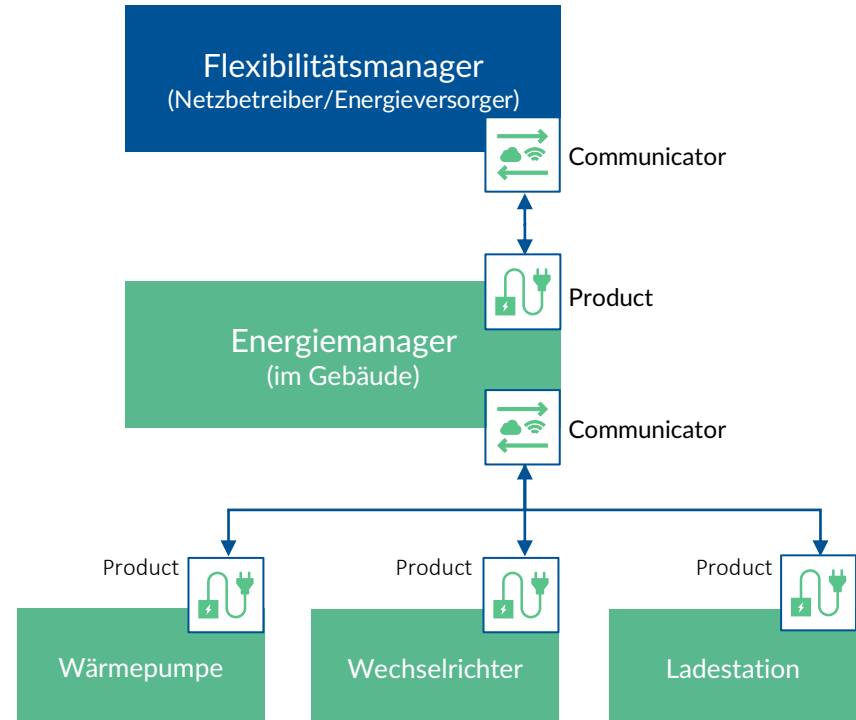 Flexibilitätsmanager
(Netzbetreiber/Energieversorger)
Communicator
Product
Energiemanager
(im Gebäude)
Communicator
Product
Product
Product
Wärmepumpe
Wechselrichter
Ladestation